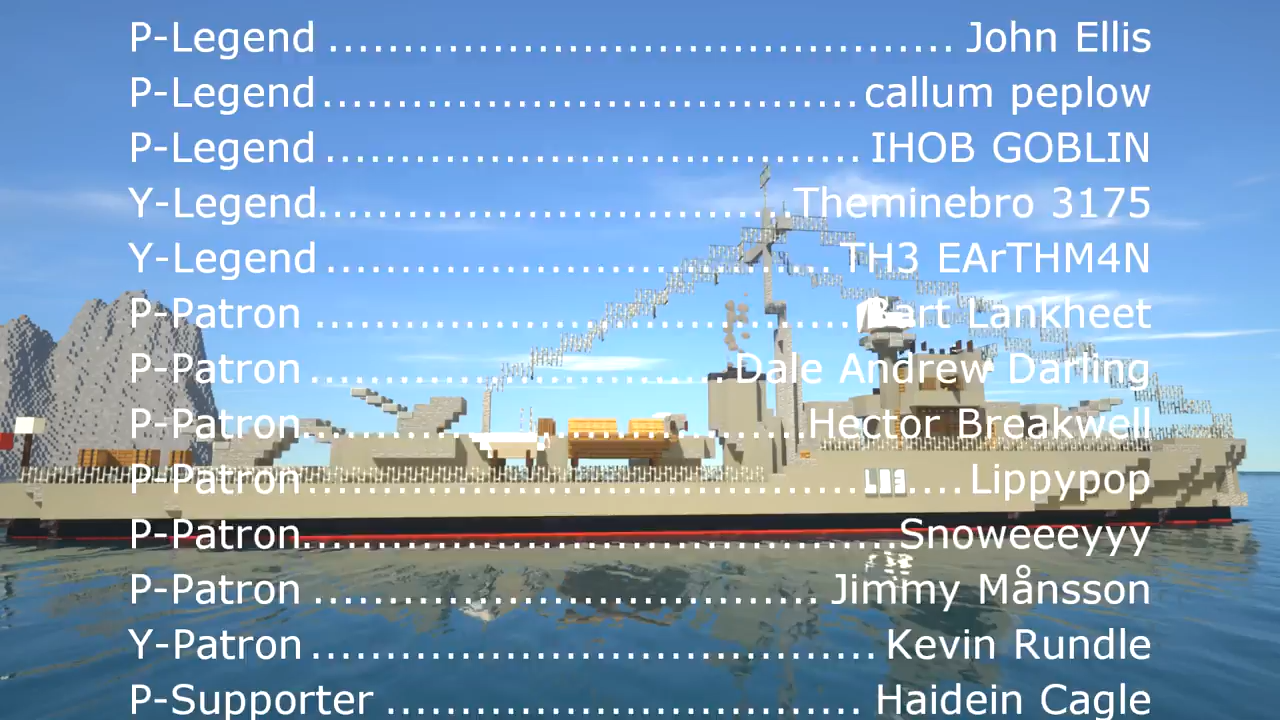 P-Legend ........................................... John Ellis
P-Legend ..................................... callum peplow
P-Legend ..................................... IHOB GOBLIN
Y-Legend................................ Theminebro 3175
Y-Legend .................................. TH3 EArTHM4N
P-Patron ...................................... Bart Lankheet
P-Patron ............................ Dale Andrew Darling
P-Patron................................... Hector Breakwell
P-Patron.............................................. Lippypop
P-Patron......................................... Snoweeeyyy
P-Patron ................................... Jimmy Månsson
Y-Patron ....................................... Kevin Rundle
P-Supporter ................................. Haidein Cagle